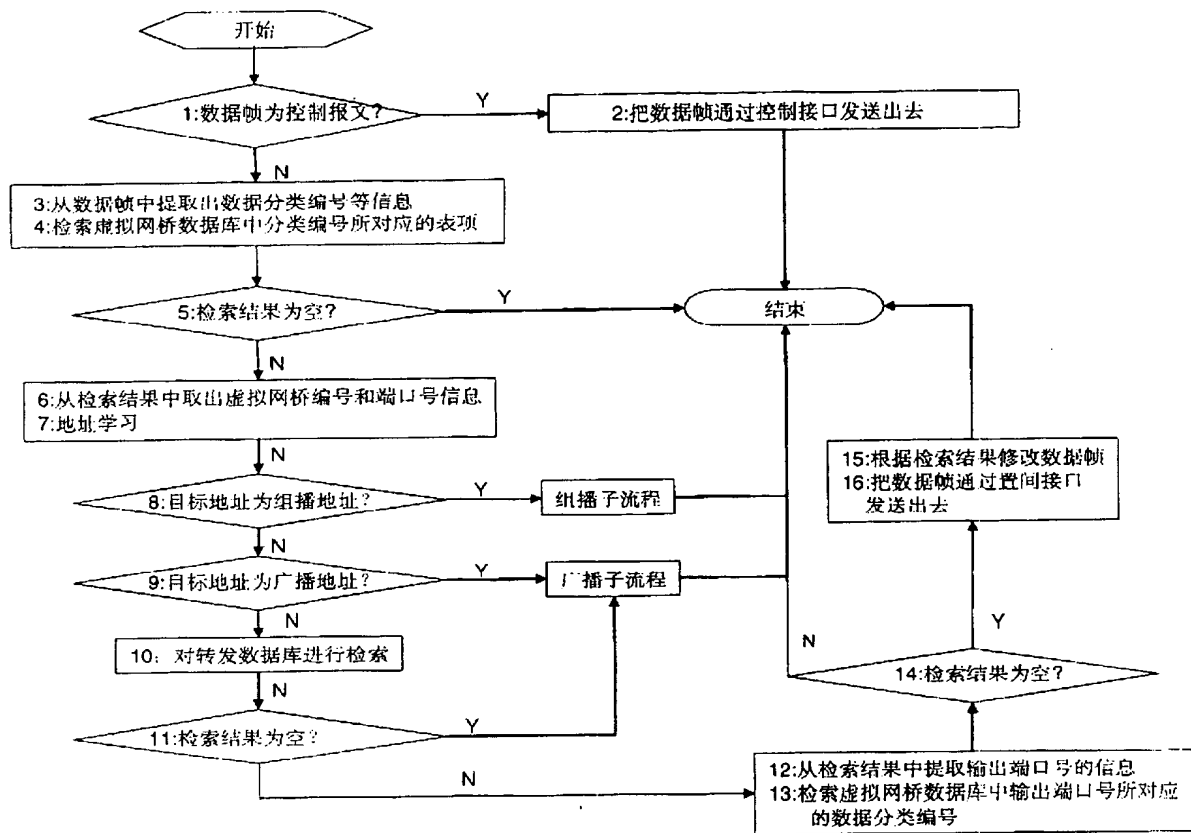 开始
1:数据帧为控制报文?
Y
2:把数据帧通过控制接口发送出去
N
3:从数据帧中提取出数据分类编号等信息
4:检索虚拟网桥数据库中分类编号所对应的表项
5:检索结果为空?
Y
结束
N
6:从检索结果中取出虚拟网桥编号和端口号信息
7:地址学习
N
8:目标地址为组播地址?
Y
组播子流程
15:根据检索结果修改数据帧
16:把数据帧通过置间接口
发送出去
N
9:目标地址为广播地址?
Y
广播子流程
N
10: 对转发数据库进行检索
N
Y
14:检索结果为空?
N
11:检索结果为空?
Y
N
12:从检索结果中提取输出端口号的信息
13:检索虚拟网桥数据库中输出端口号所对应
的数据分类编号